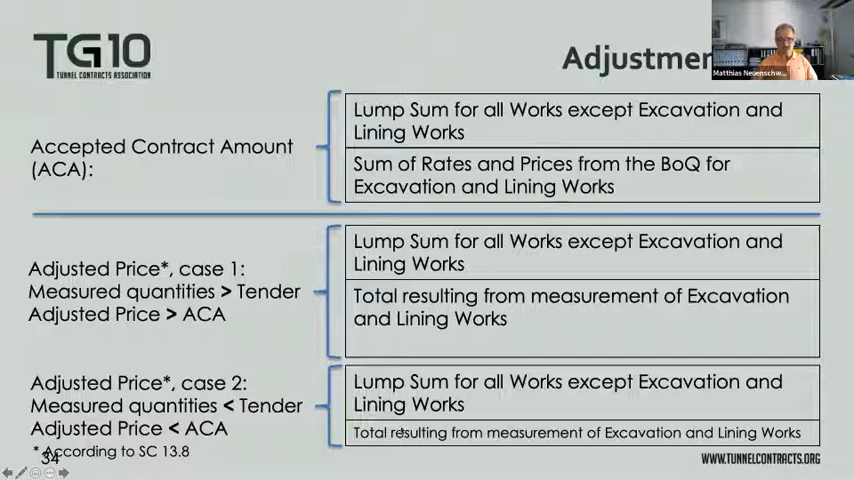 TG10
TUNNEL CONTRACTS ASSOCIATION
Adjustmen
Matthias Neuenschw...
Accepted Contract Amount
(ACA):
Lump Sum for all Works except Excavation and
Lining Works
Sum of Rates and Prices from the BoQ for
Excavation and Lining Works
Adjusted Price*, case 1:
Measured quantities > Tender
Adjusted Price > ACA
Lump Sum for all Works except Excavation and
Lining Works
Total resulting from measurement of Excavation
and Lining Works
Adjusted Price*, case 2:
Measured quantities < Tender
Adjusted Price < ACA
Lump Sum for all Works except Excavation and
Lining Works
Total resulting from measurement of Excavation and Lining Works
* According to SC 13.8
34
WWW.TUNNELCONTRACTS.ORG